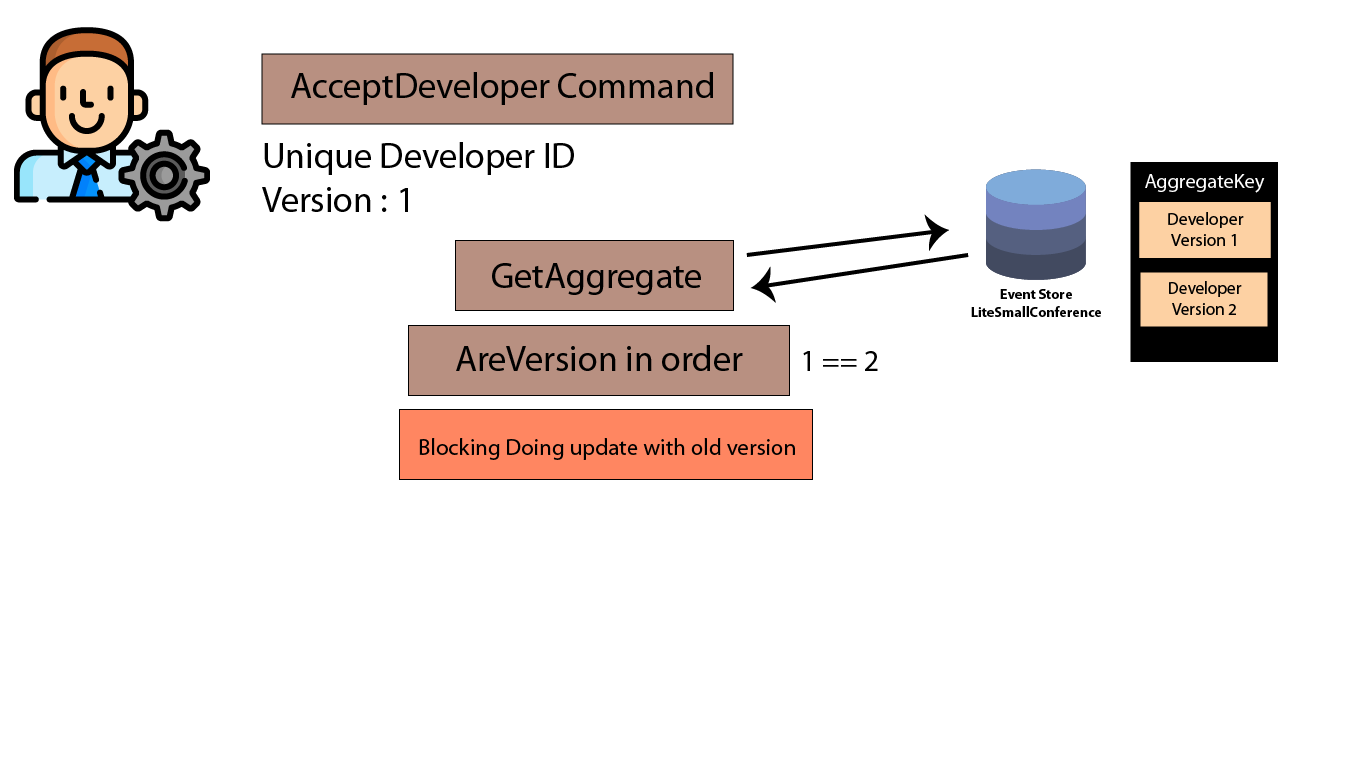 AcceptDeveloper Command
Unique Developer ID
Version : 1
GetAggregate
AreVersion in order
1 == 2
Blocking Doing update with old version
Event Store
LiteSmallConference
AggregateKey
Developer
Version 1
Developer
Version 2